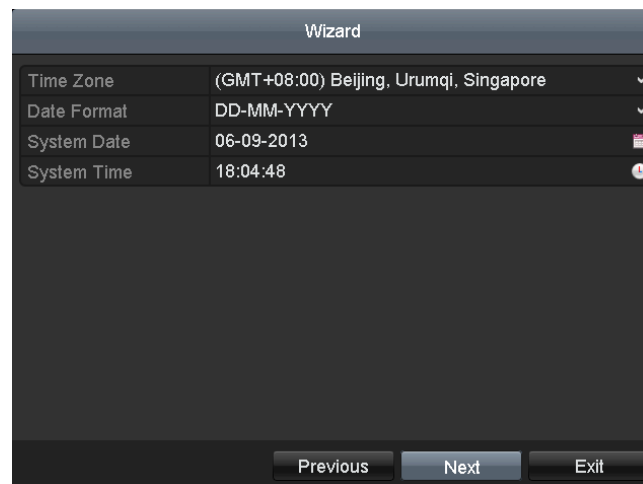 Wizard
Time Zone (GMT+08:00) Beijing, Urumqi, Singapore
Date Format DD-MM-YYYY
System Date 06-09-2013
System Time 18:04:48
Previous Next Exit